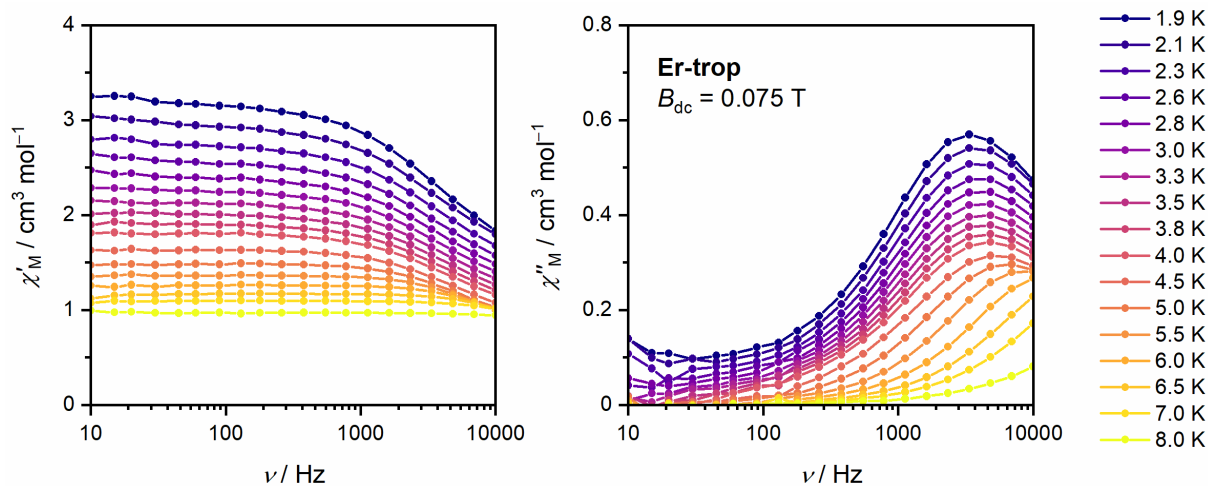 4
3
2
1
0
χ′M / cm³ mol⁻¹
10
100
1000
10000
ν / Hz
0.8
0.6
0.4
0.2
0
χ″M / cm³ mol⁻¹
Er-trop
Bdc = 0.075 T
10
100
1000
10000
ν / Hz
1.9 K
2.1 K
2.3 K
2.6 K
2.8 K
3.0 K
3.3 K
3.5 K
3.8 K
4.0 K
4.5 K
5.0 K
5.5 K
6.0 K
6.5 K
7.0 K
8.0 K